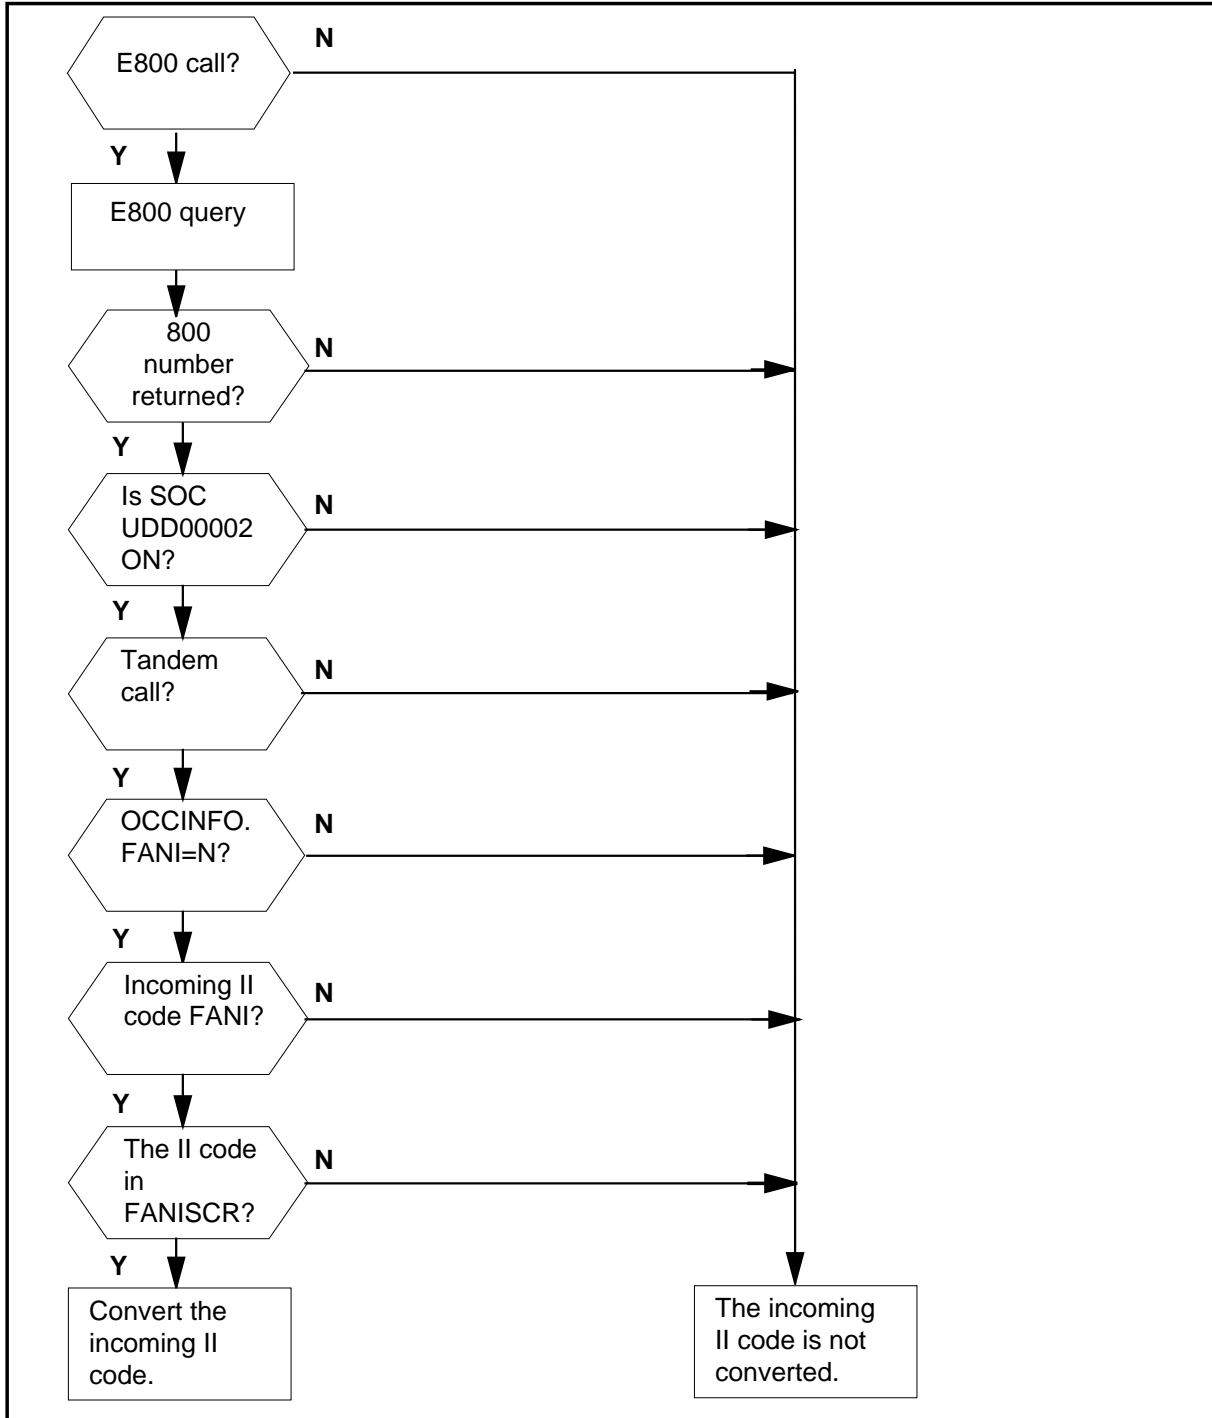 E800 call?
N
Y
E800 query
800
number
returned?
N
Y
Is SOC
UDD00002
ON?
N
Y
Tandem
call?
N
Y
OCCINFO.
FANI=N?
N
Y
Incoming II
code FANI?
N
Y
The II code
in
FANISCR?
N
Y
Convert the
incoming II
code.
The incoming
II code is not
converted.